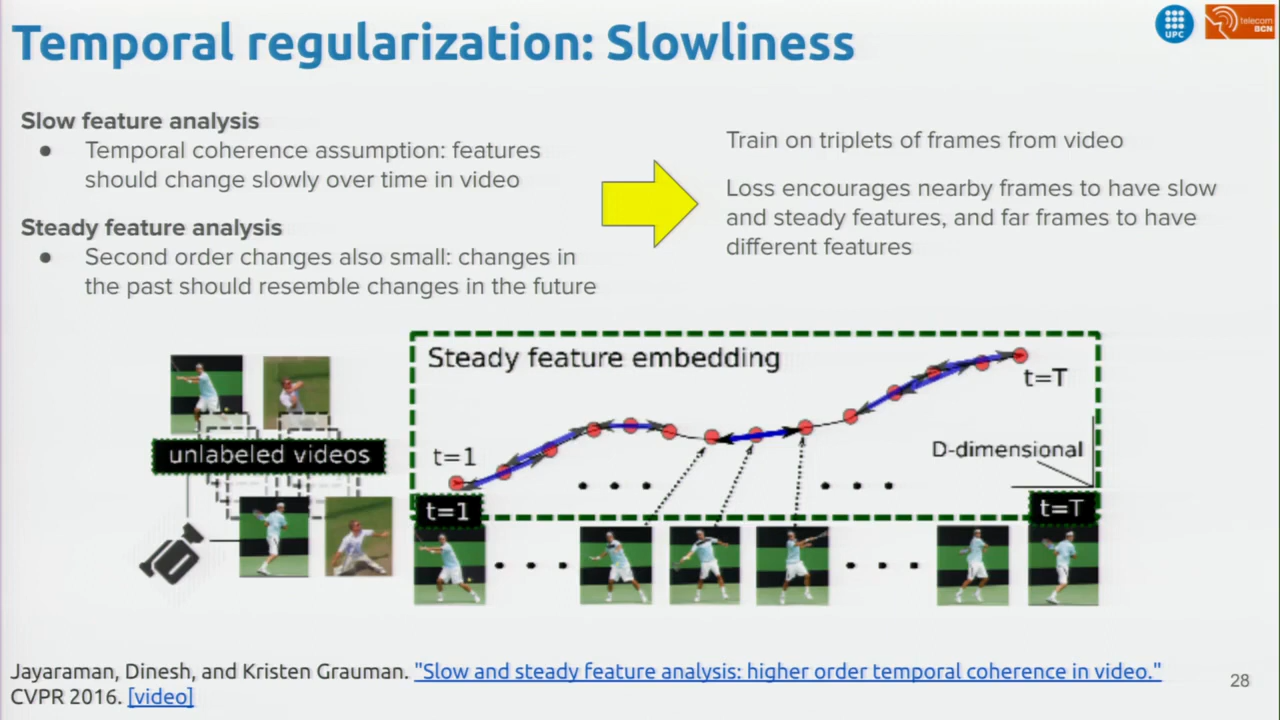 Temporal regularization: Slowliness
UPC
telecom
BCN
Slow feature analysis
● Temporal coherence assumption: features
should change slowly over time in video
Steady feature analysis
● Second order changes also small: changes in
the past should resemble changes in the future
Train on triplets of frames from video
Loss encourages nearby frames to have slow
and steady features, and far frames to have
different features
unlabeled videos
Steady feature embedding
t=1
t=T
D-dimensional
t=1
t=T
Jayaraman, Dinesh, and Kristen Grauman. "Slow and steady feature analysis: higher order temporal coherence in video."
CVPR 2016. [video]
28